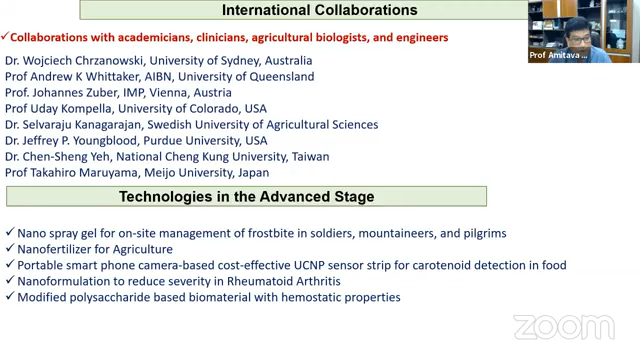 International Collaborations
✓Collaborations with academicians, clinicians, agricultural biologists, and engineers
Dr. Wojciech Chrzanowski, University of Sydney, Australia
Prof Andrew K Whittaker, AIBN, University of Queensland
Prof. Johannes Zuber, IMP, Vienna, Austria
Prof Uday Kompella, University of Colorado, USA
Dr. Selvaraju Kanagarajan, Swedish University of Agricultural Sciences
Dr. Jeffrey P. Youngblood, Purdue University, USA
Dr. Chen-Sheng Yeh, National Cheng Kung University, Taiwan
Prof Takahiro Maruyama, Meijo University, Japan
Technologies in the Advanced Stage
✓ Nano spray gel for on-site management of frostbite in soldiers, mountaineers, and pilgrims
✓ Nanofertilizer for Agriculture
✓ Portable smart phone camera-based cost-effective UCNP sensor strip for carotenoid detection in food
✓ Nanoformulation to reduce severity in Rheumatoid Arthritis
✓ Modified polysaccharide based biomaterial with hemostatic properties
Prof Amitava
zoom